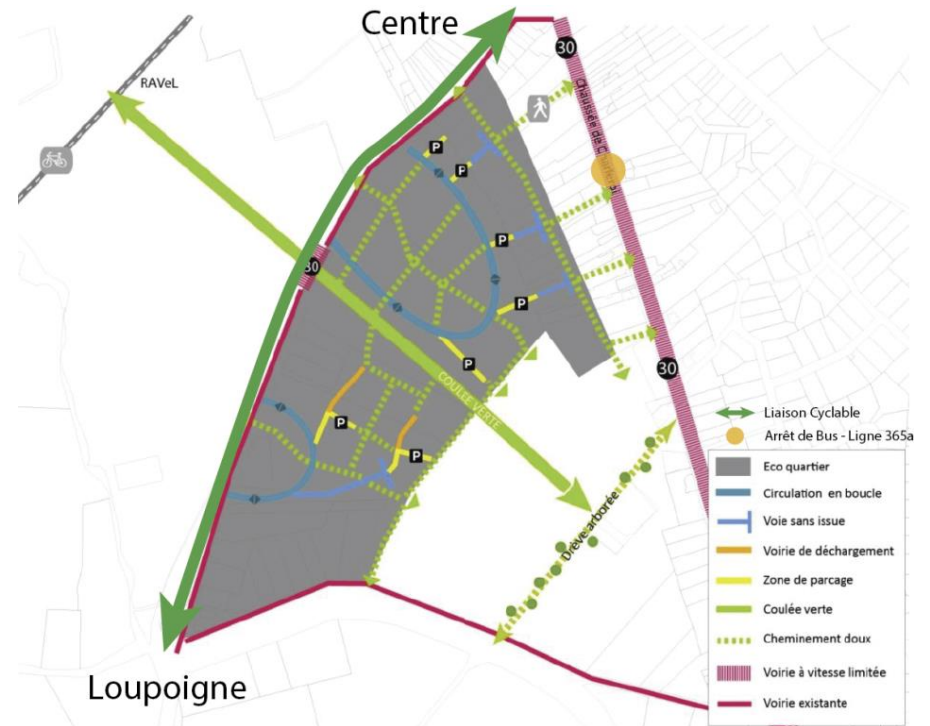 Centre
30
RAVeL
Chaussée de Charleroi
P
P
P
30
P
P
30
COULÉE VERTE
P
P
Drève arborée
Loupoigne
Liaison Cyclable
Arrêt de Bus - Ligne 365a
Eco quartier
Circulation en boucle
Voie sans issue
Voirie de déchargement
Zone de parcage
Coulée verte
Cheminement doux
Voirie à vitesse limitée
Voirie existante